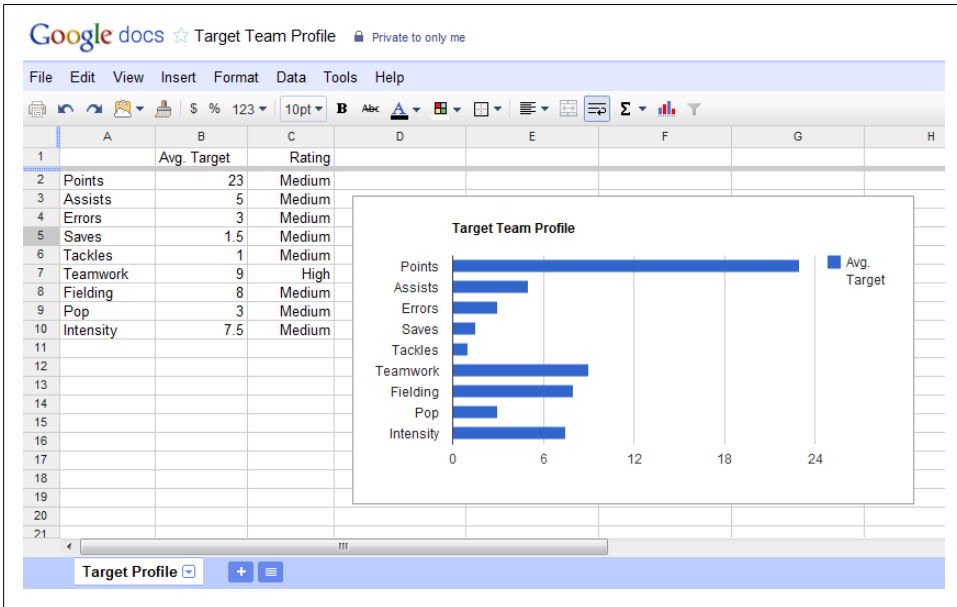 Google docs Target Team Profile Private to only me
File Edit View Insert Format Data Tools Help
$ % 123 10pt B Abc A Σ
A B C D E F G H
1 Avg. Target Rating
2 Points 23 Medium
3 Assists 5 Medium
4 Errors 3 Medium
5 Saves 1.5 Medium
6 Tackles 1 Medium
7 Teamwork 9 High
8 Fielding 8 Medium
9 Pop 3 Medium
10 Intensity 7.5 Medium
11
12
13
14
15
16
17
18
19
20
21
Target Team Profile
Points
Assists
Errors
Saves
Tackles
Teamwork
Fielding
Pop
Intensity
0 6 12 18 24
Avg.
Target
Target Profile